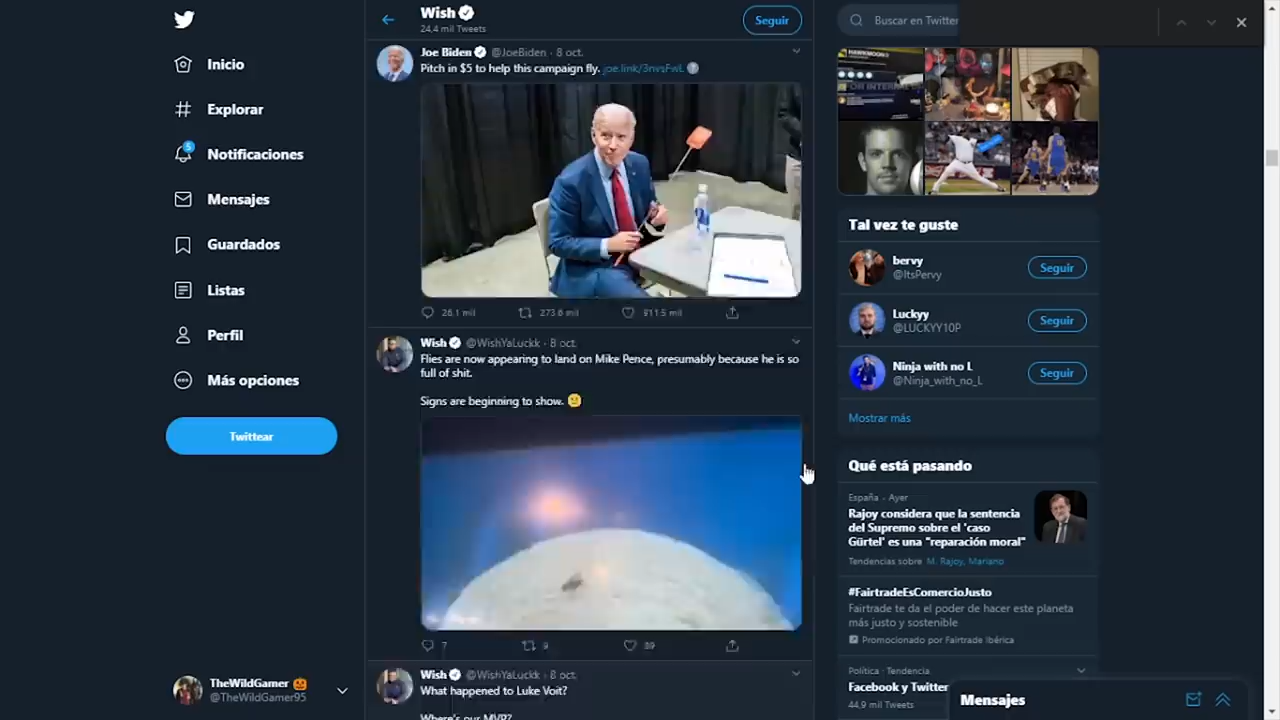 Wish
24,4 mil Tweets
Seguir
Buscar en Twitter
Inicio
Explorar
5
Notificaciones
Mensajes
Guardados
Listas
Perfil
Más opciones
Twittear
TheWildGamer 🎃
@TheWildGamer95
Joe Biden @JoeBiden · 8 oct.
Pitch in $5 to help this campaign fly.
26,1 mil
273,6 mil
Wish @WishYaLuckk · 8 oct.
Flies are now appearing to land on Mike Pence, presumably because he is so
full of shit.
Signs are beginning to show.
7
9
39
Wish @WishYaLuckk · 8 oct.
What happened to Luke Voit?
Where's our MVP?
Tal vez te guste
bervy
@ItsPervy
Seguir
Luckyy
@LUCKYY10P
Seguir
Ninja with no L
@Ninja_with_no_L
Seguir
Mostrar más
Qué está pasando
España · Ayer
Rajoy considera que la sentencia
del Supremo sobre el 'caso
Gürtel' es una "reparación moral"
Tendencias sobre M. Rajoy, Mariano
#FairtradeEsComercioJusto
Fairtrade te da el poder de hacer este planeta
más justo y sostenible
Promocionado por Fairtrade Ibérica
Política · Tendencia
Facebook y Twitter
44,9 mil Tweets
Mensajes